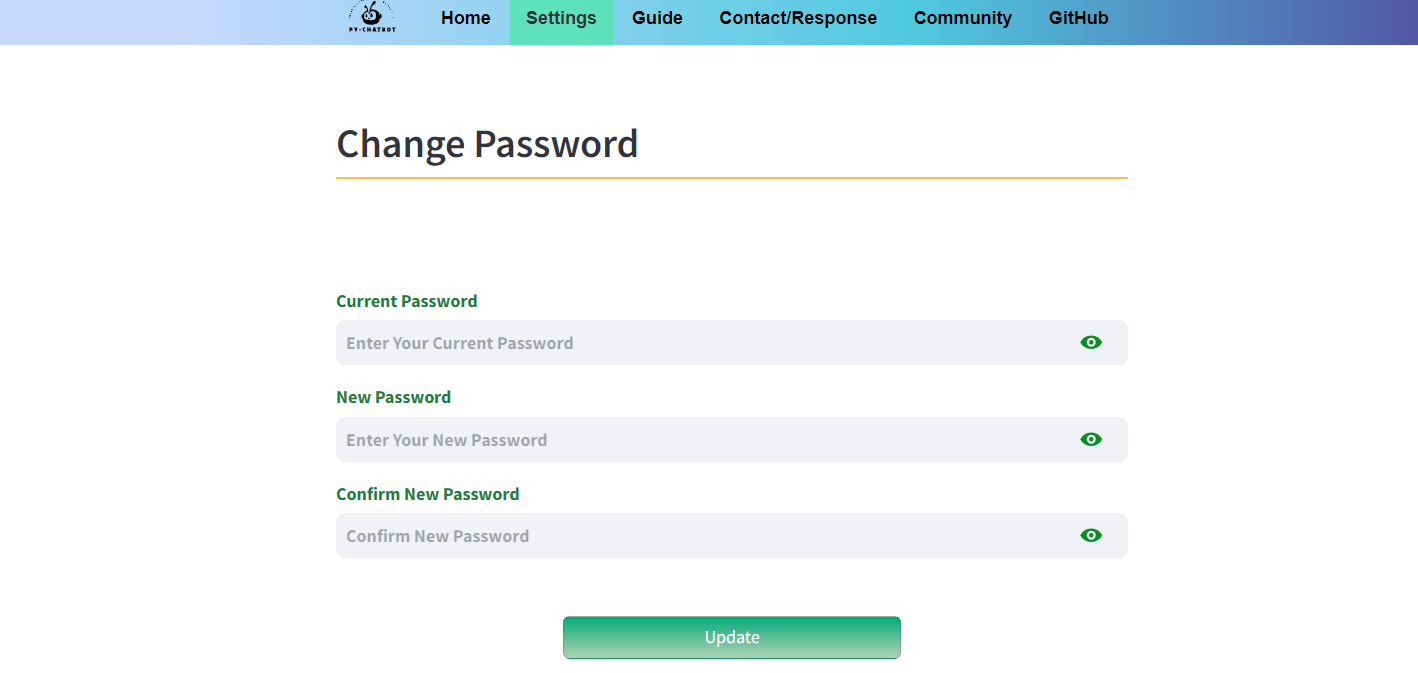 PY-CHATBOT
Home Settings Guide Contact/Response Community GitHub
Change Password
Current Password
Enter Your Current Password
New Password
Enter Your New Password
Confirm New Password
Confirm New Password
Update